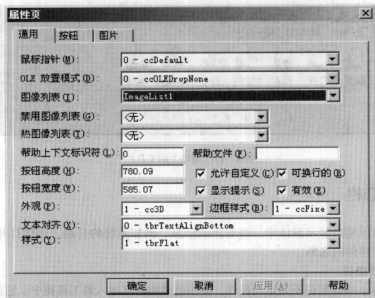 属性页
通用 按钮 图片
鼠标指针(M): 0 - ccDefault
OLE 放置模式(D): 0 - ccOLEDropNone
图像列表(I): ImageList1
禁用图像列表(G): <无>
热图像列表(T): <无>
帮助上下文标识符(L): 0 帮助文件(F):
按钮高度(H): 780.09 允许自定义(C) 可换行的(B)
按钮宽度(W): 585.07 显示提示(S) 有效(E)
外观(P): 1 - cc3D 边框样式(R): 1 - ccFixe
文本对齐(X): 0 - tbrTextAlignBottom
样式(Y): 1 - tbrFlat
确定 取消 应用(A) 帮助